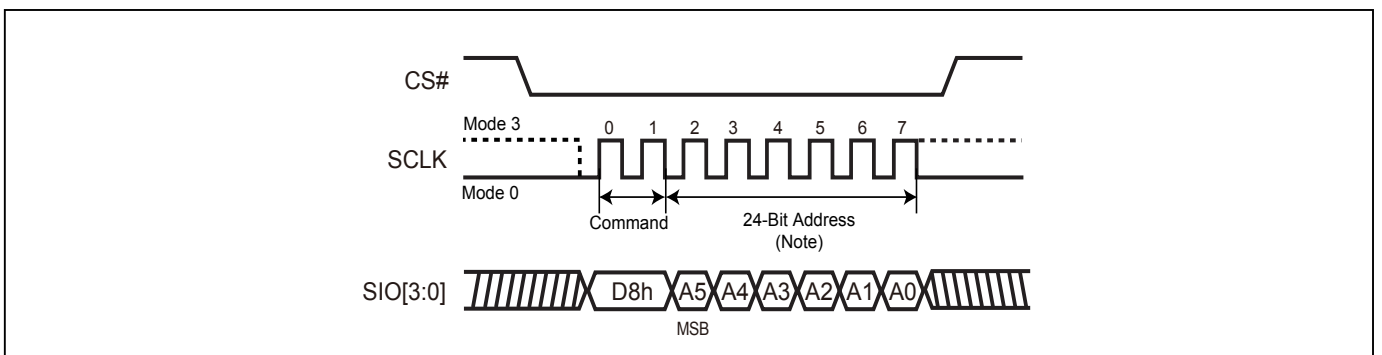 CS#
Mode 3
0 1 2 3 4 5 6 7
SCLK
Mode 0
Command
24-Bit Address
(Note)
SIO[3:0]
D8h A5 A4 A3 A2 A1 A0
MSB